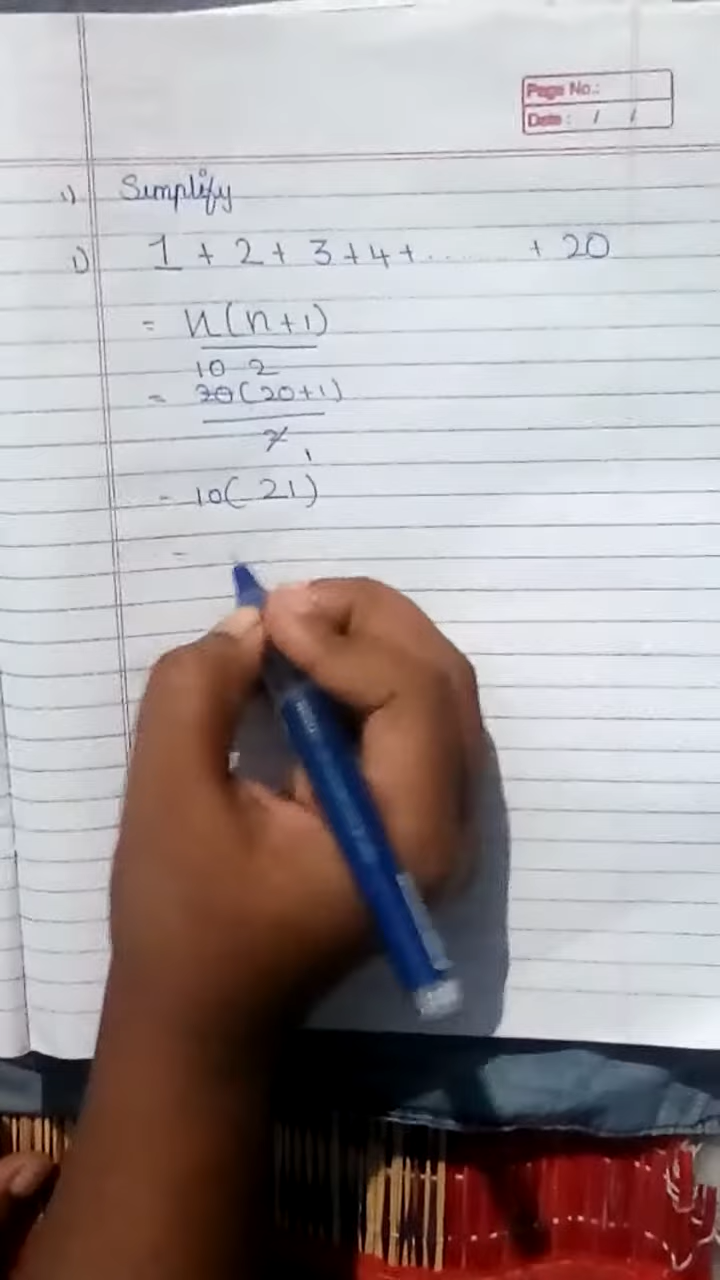 Page No.:
Date : / /
1) Simplify
1) 1 + 2 + 3 + 4 + ........ + 20
= n(n+1)
2
10
= 20(20+1)
2 1
- 10( 21)
-